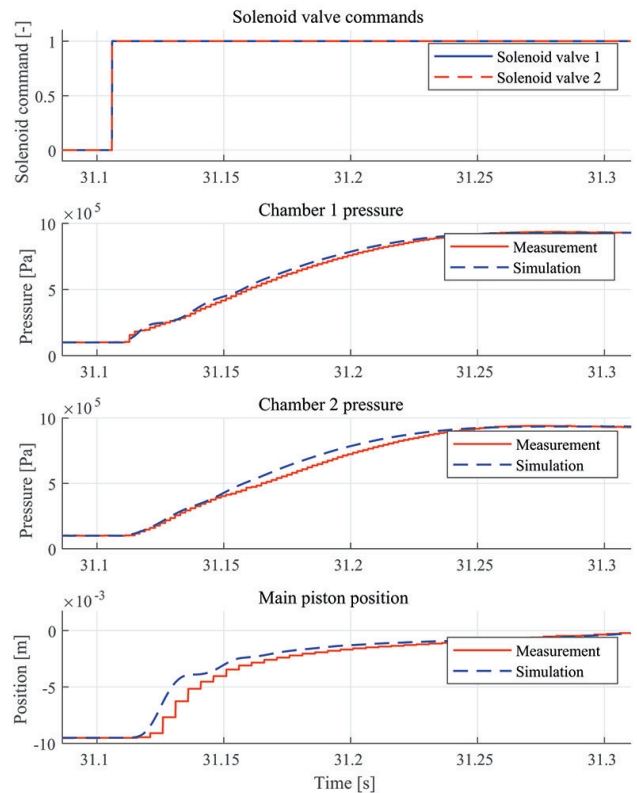 Solenoid valve commands
Solenoid command [-]
1
0.5
0
Solenoid valve 1
Solenoid valve 2
31.1 31.15 31.2 31.25 31.3
×10^5
Chamber 1 pressure
Pressure [Pa]
10
5
0
Measurement
Simulation
31.1 31.15 31.2 31.25 31.3
×10^5
Chamber 2 pressure
Pressure [Pa]
10
5
0
Measurement
Simulation
31.1 31.15 31.2 31.25 31.3
×10^-3
Main piston position
Position [m]
0
-5
-10
Measurement
Simulation
31.1 31.15 31.2 31.25 31.3
Time [s]